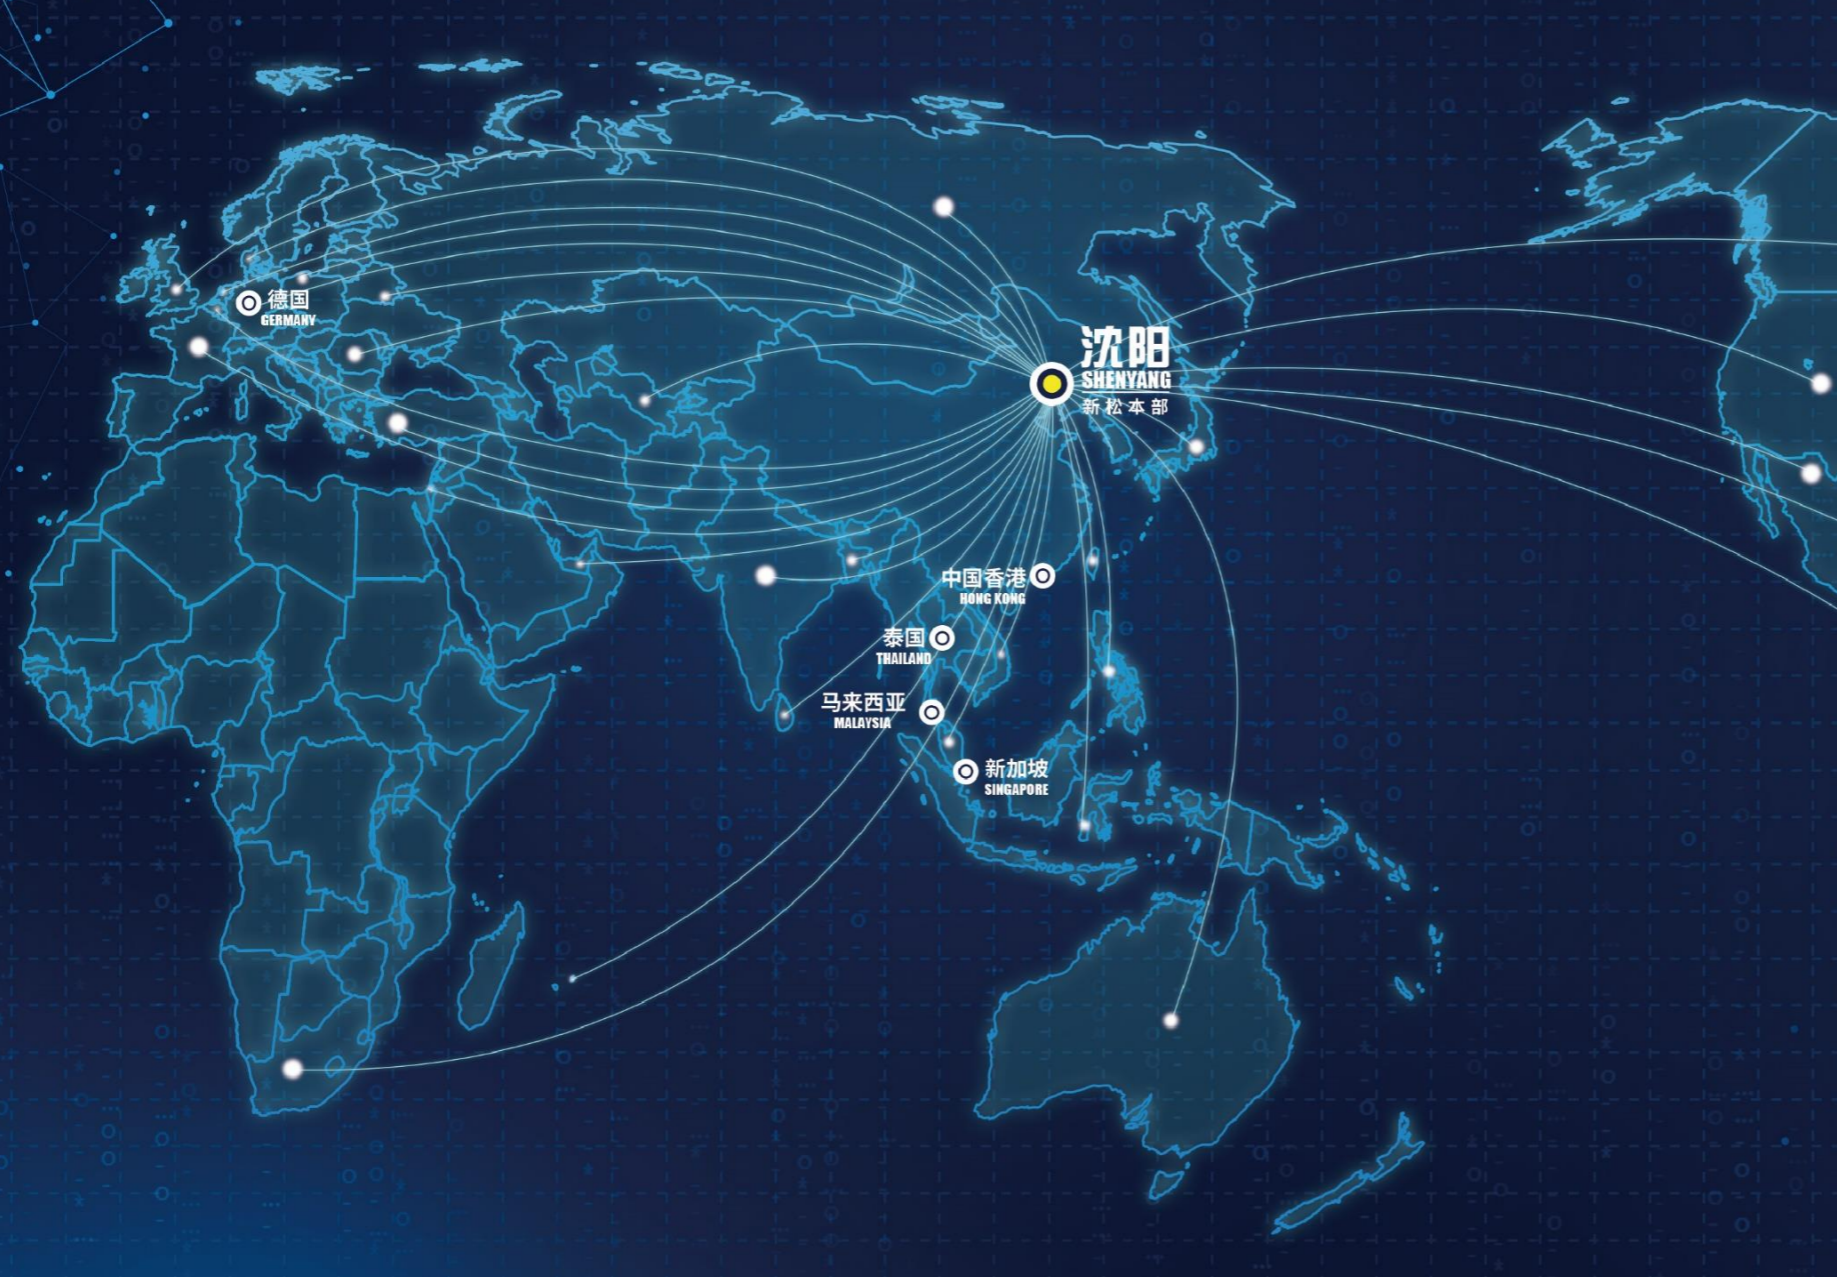 德国
GERMANY
沈阳
SHENYANG
新松本部
中国香港
HONG KONG
泰国
THAILAND
马来西亚
MALAYSIA
新加坡
SINGAPORE